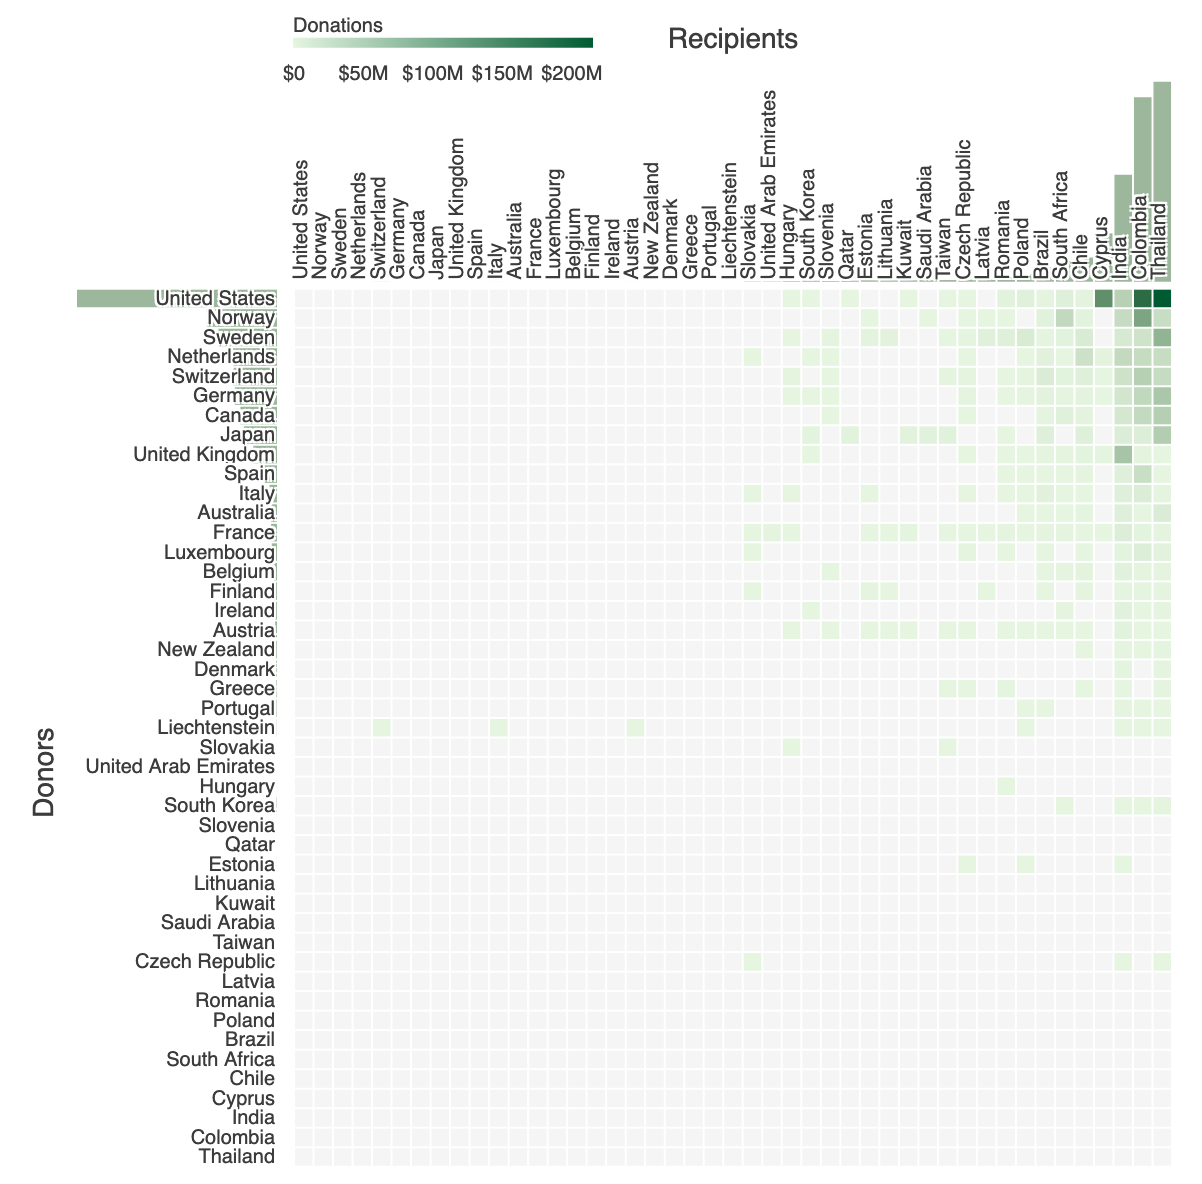 Donations
$0 $50M $100M $150M $200M
Recipients
United States
Norway
Sweden
Netherlands
Switzerland
Germany
Canada
Japan
United Kingdom
Spain
Italy
Australia
France
Luxembourg
Belgium
Finland
Ireland
Austria
New Zealand
Denmark
Greece
Portugal
Liechtenstein
Slovakia
United Arab Emirates
Hungary
South Korea
Slovenia
Qatar
Estonia
Lithuania
Kuwait
Saudi Arabia
Taiwan
Czech Republic
Latvia
Romania
Poland
Brazil
South Africa
Chile
Cyprus
India
Colombia
Thailand
Donors
United States
Norway
Sweden
Netherlands
Switzerland
Germany
Canada
Japan
United Kingdom
Spain
Italy
Australia
France
Luxembourg
Belgium
Finland
Ireland
Austria
New Zealand
Denmark
Greece
Portugal
Liechtenstein
Slovakia
United Arab Emirates
Hungary
South Korea
Slovenia
Qatar
Estonia
Lithuania
Kuwait
Saudi Arabia
Taiwan
Czech Republic
Latvia
Romania
Poland
Brazil
South Africa
Chile
Cyprus
India
Colombia
Thailand